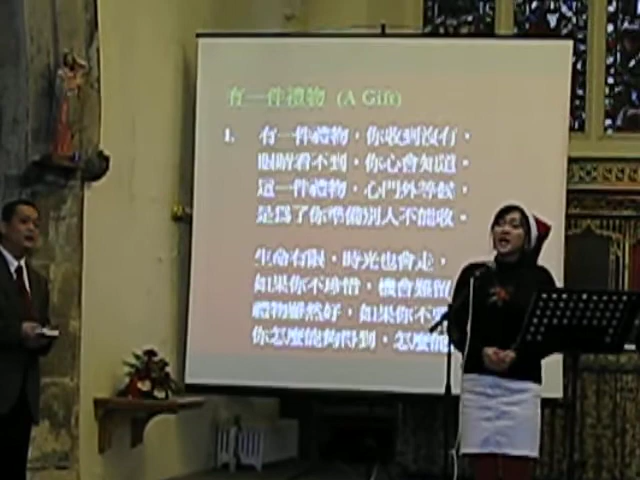 有一件禮物 (A Gift)
1. 有一件禮物，你收到沒有，
眼睛看不到，你心會知道，
這一件禮物，心門外等候，
是為了你準備別人不能收。
生命有限，時光也會走，
如果你不珍惜，機會難留
禮物雖然好，如果你不
你怎麼能夠得到，怎麼能